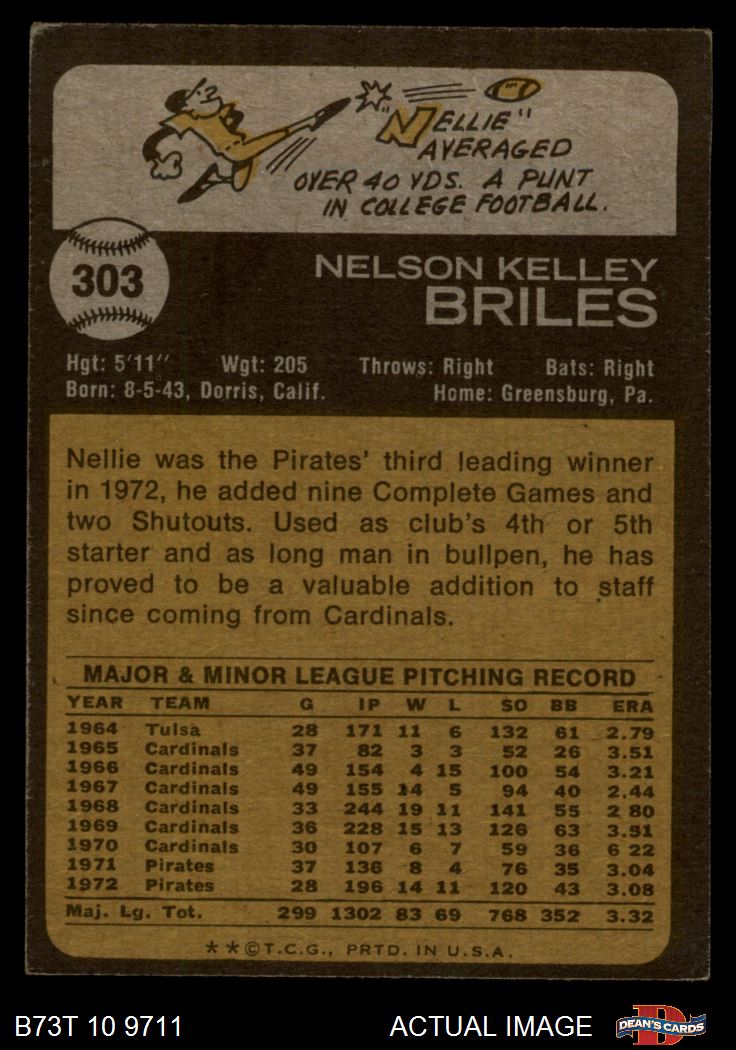 "NELLIE"
AVERAGED
OVER 40 YDS. A PUNT
IN COLLEGE FOOTBALL.
303
NELSON KELLEY
BRILES
Hgt: 5'11" Wgt: 205 Throws: Right Bats: Right
Born: 8-5-43, Dorris, Calif. Home: Greensburg, Pa.
Nellie was the Pirates' third leading winner
in 1972, he added nine Complete Games and
two Shutouts. Used as club's 4th or 5th
starter and as long man in bullpen, he has
proved to be a valuable addition to staff
since coming from Cardinals.
MAJOR & MINOR LEAGUE PITCHING RECORD
YEAR TEAM G IP W L SO BB ERA
1964 Tulsa 28 171 11 6 132 61 2.79
1965 Cardinals 37 82 3 3 52 26 3.51
1966 Cardinals 49 154 4 15 100 54 3.21
1967 Cardinals 49 155 14 5 94 40 2.44
1968 Cardinals 33 244 19 11 141 55 2 80
1969 Cardinals 36 228 15 13 126 63 3.51
1970 Cardinals 30 107 6 7 59 36 6 22
1971 Pirates 37 136 8 4 76 35 3.04
1972 Pirates 28 196 14 11 120 43 3.08
Maj. Lg. Tot. 299 1302 83 69 768 352 3.32
**©T.C.G., PRTD. IN U.S.A.
B73T 10 9711 ACTUAL IMAGE D DEAN'S CARDS